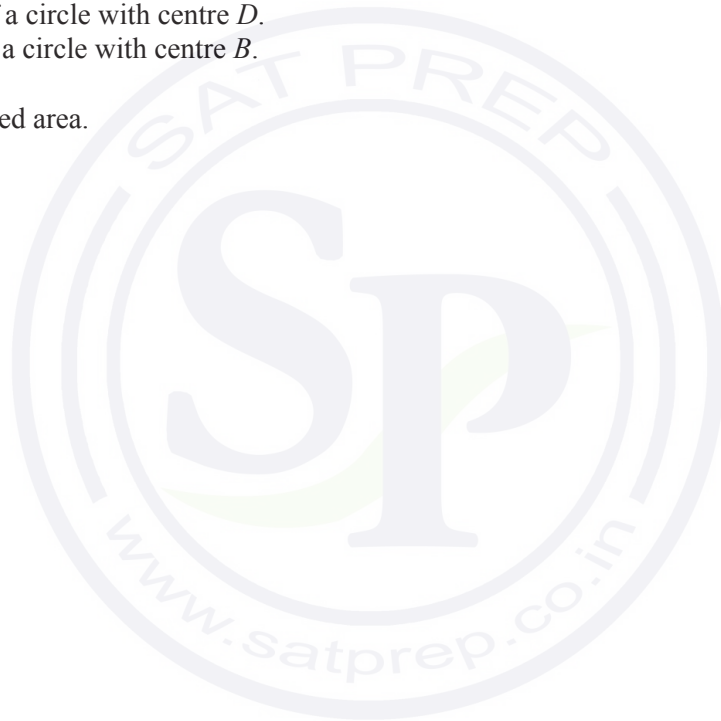 a circle with centre D.
a circle with centre B.
ed area.
SAT PREP
SP
www.satprep.co.in